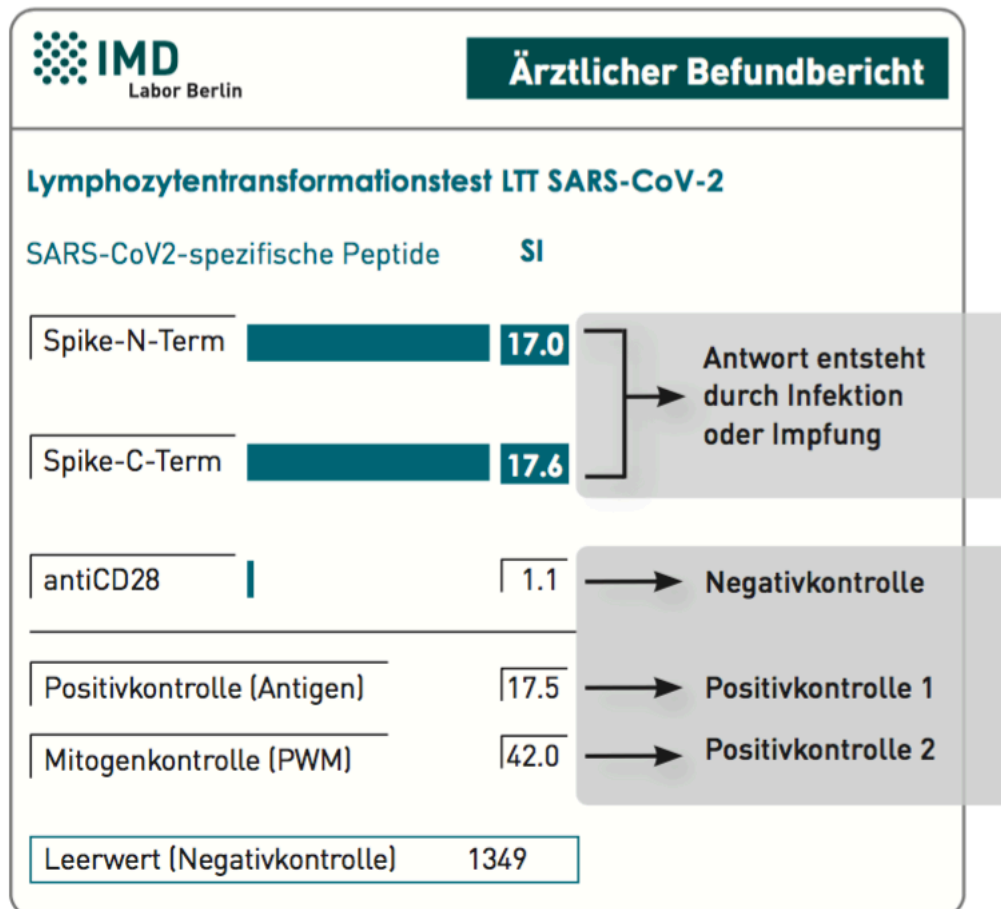 IMD
Labor Berlin
Ärztlicher Befundbericht
Lymphozytentransformationstest LTT SARS-CoV-2
SARS-CoV2-spezifische Peptide SI
Spike-N-Term 17.0
Antwort entsteht
durch Infektion
oder Impfung
Spike-C-Term 17.6
antiCD28 1.1 Negativkontrolle
Positivkontrolle (Antigen) 17.5 Positivkontrolle 1
Mitogenkontrolle (PWM) 42.0 Positivkontrolle 2
Leerwert (Negativkontrolle) 1349